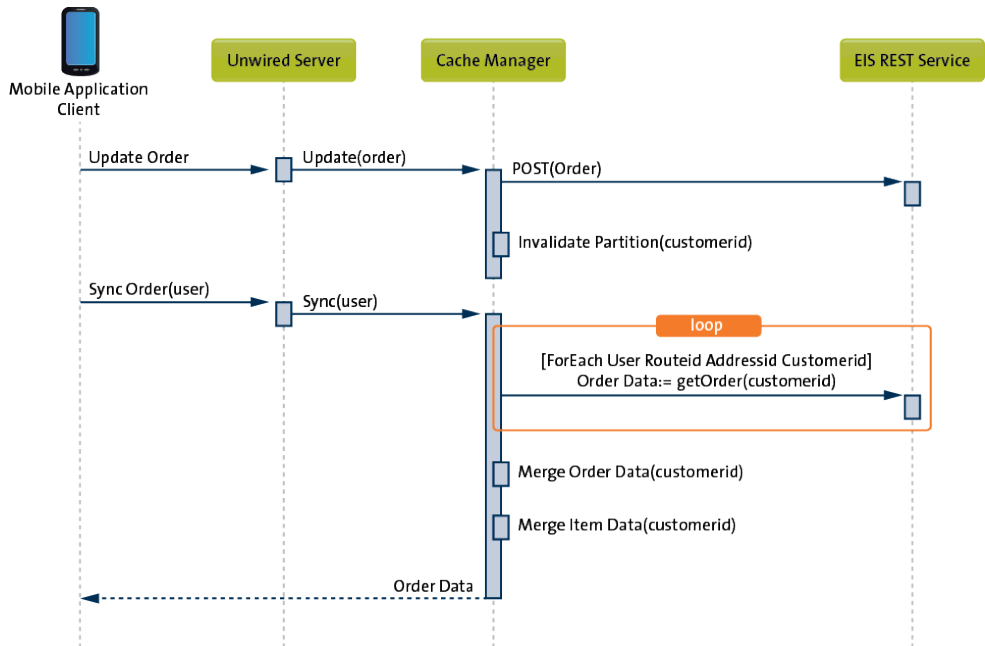 Mobile Application
Client
Unwired Server
Cache Manager
EIS REST Service
Update Order
Update(order)
POST(Order)
Invalidate Partition(customerid)
Sync Order(user)
Sync(user)
loop
[ForEach User Routeid Addressid Customerid]
Order Data:= getOrder(customerid)
Merge Order Data(customerid)
Merge Item Data(customerid)
Order Data